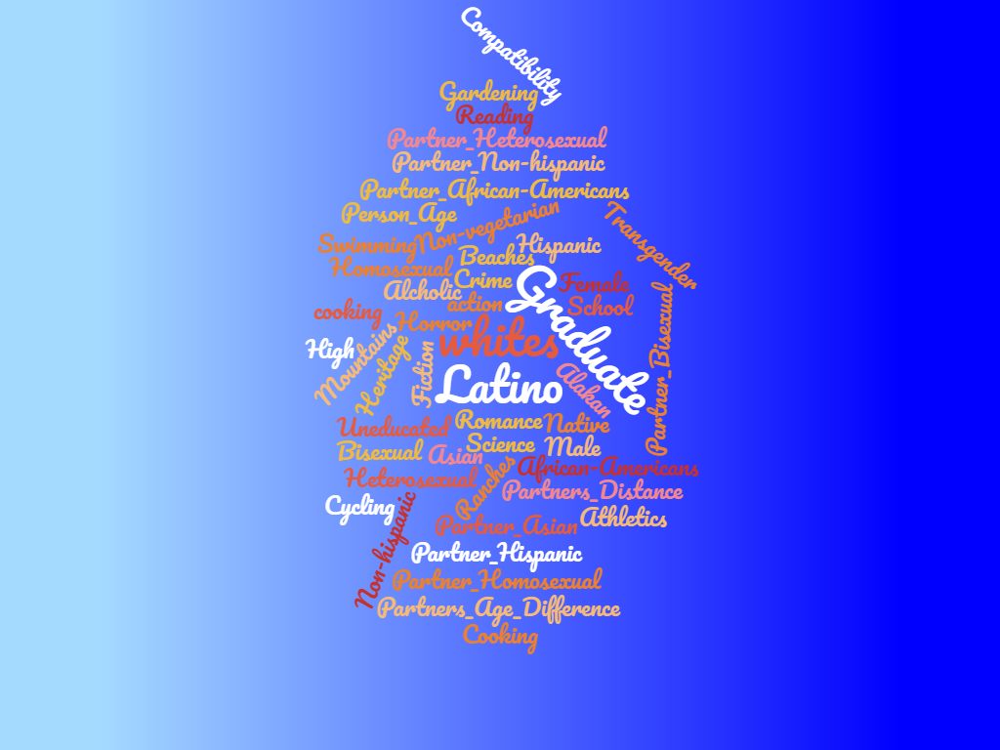 Compatibility
Gardening
Reading
Partner_Heterosexual
Partner_Non-hispanic
Partner_African-Americans
Person_Age
Non-vegetarian
Transgender
Swimming
Hispanic
Beaches
Homosexual
Crime
Graduate
Female
Alcholic
action
School
cooking
Horror
whites
Partner_Bisexual
High
Mountains
Heritage
Fiction
Latino
Alakan
Uneducated
Romance
Native
Bisexual
Asian
Science
Male
Heterosexual
Ranches
African-Americans
Partners_Distance
Cycling
Non-hispanic
Partner_Asian
Athletics
Partner_Hispanic
Partner_Homosexual
Partners_Age_Difference
Cooking